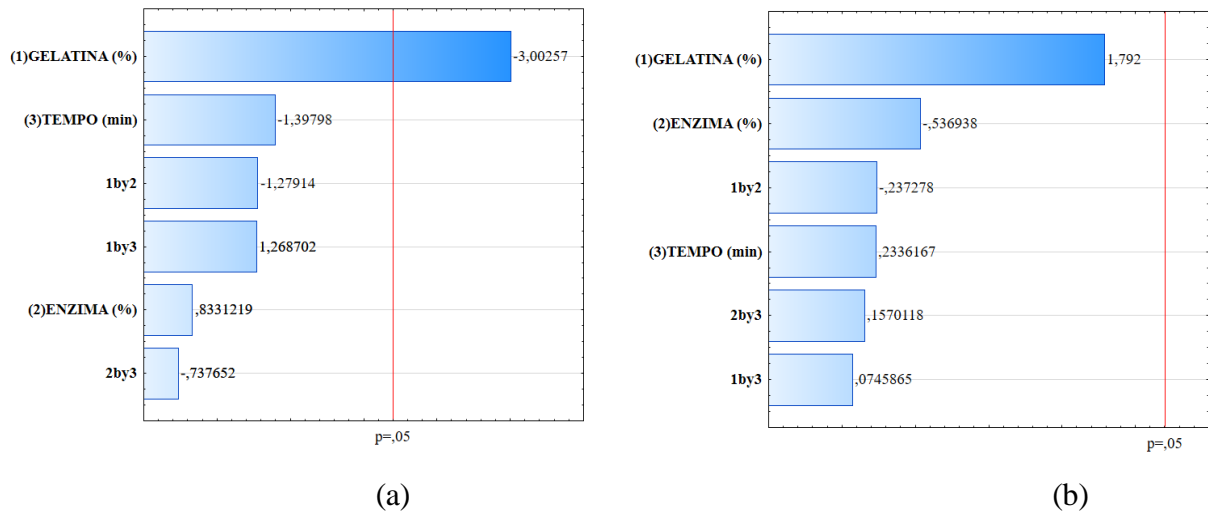 (1)GELATINA (%)
-3,00257
(3)TEMPO (min)
-1,39798
1by2
-1,27914
1by3
1,268702
(2)ENZIMA (%)
,8331219
2by3
-,737652
p=,05
(a)
(1)GELATINA (%)
1,792
(2)ENZIMA (%)
-,536938
1by2
-,237278
(3)TEMPO (min)
,2336167
2by3
,1570118
1by3
,0745865
p=,05
(b)